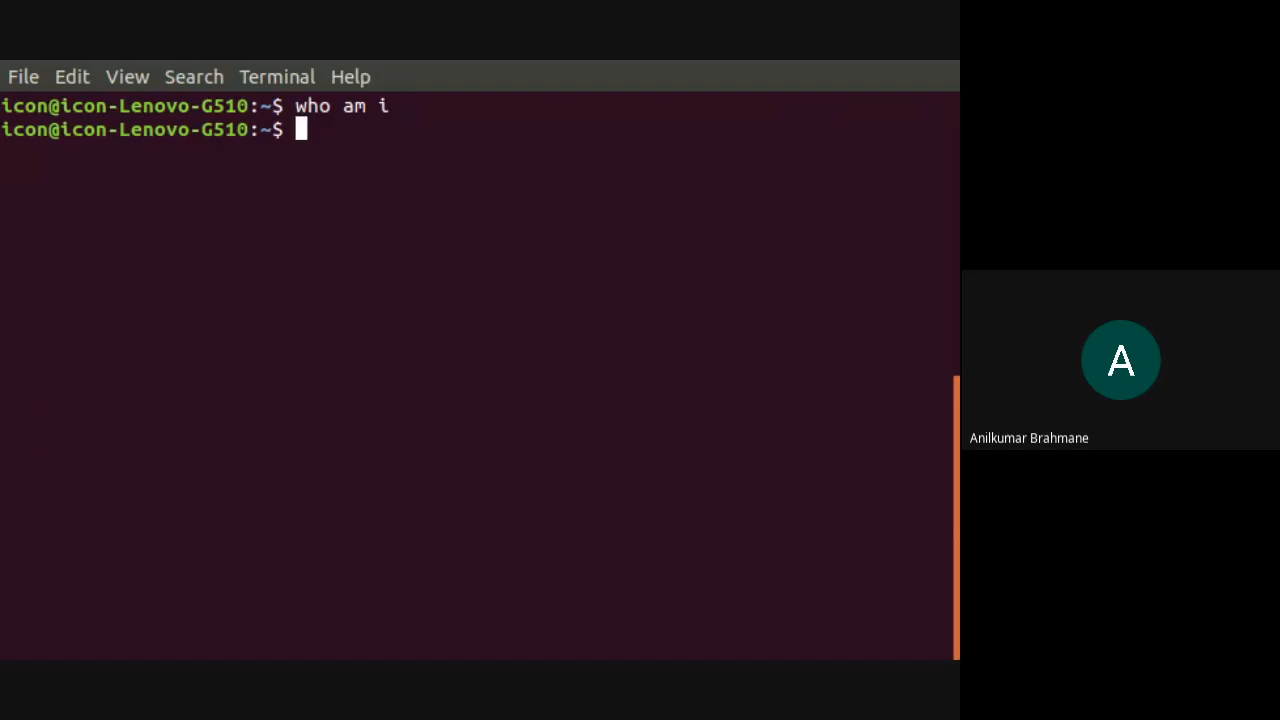 File Edit View Search Terminal Help
icon@icon-Lenovo-G510:~$ who am i
icon@icon-Lenovo-G510:~$
A
Anilkumar Brahmane